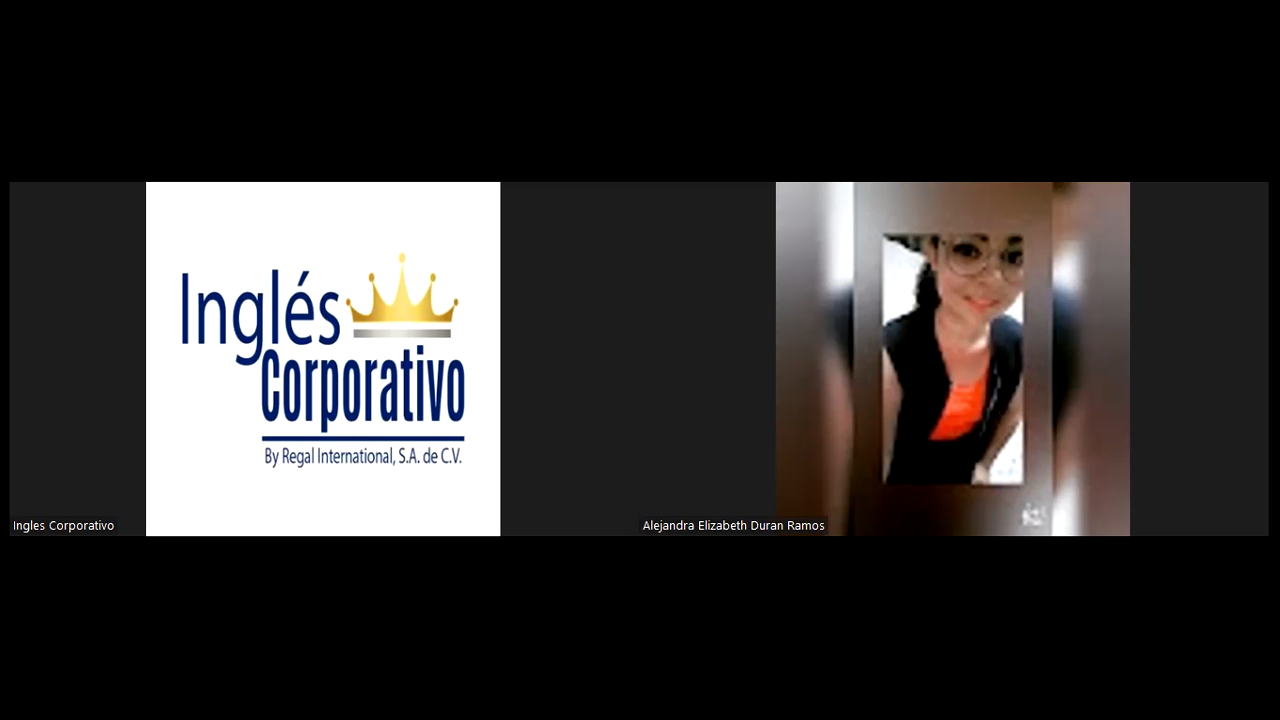 Inglés
Corporativo
By Regal International, S.A. de C.V.
Ingles Corporativo
Alejandra Elizabeth Duran Ramos